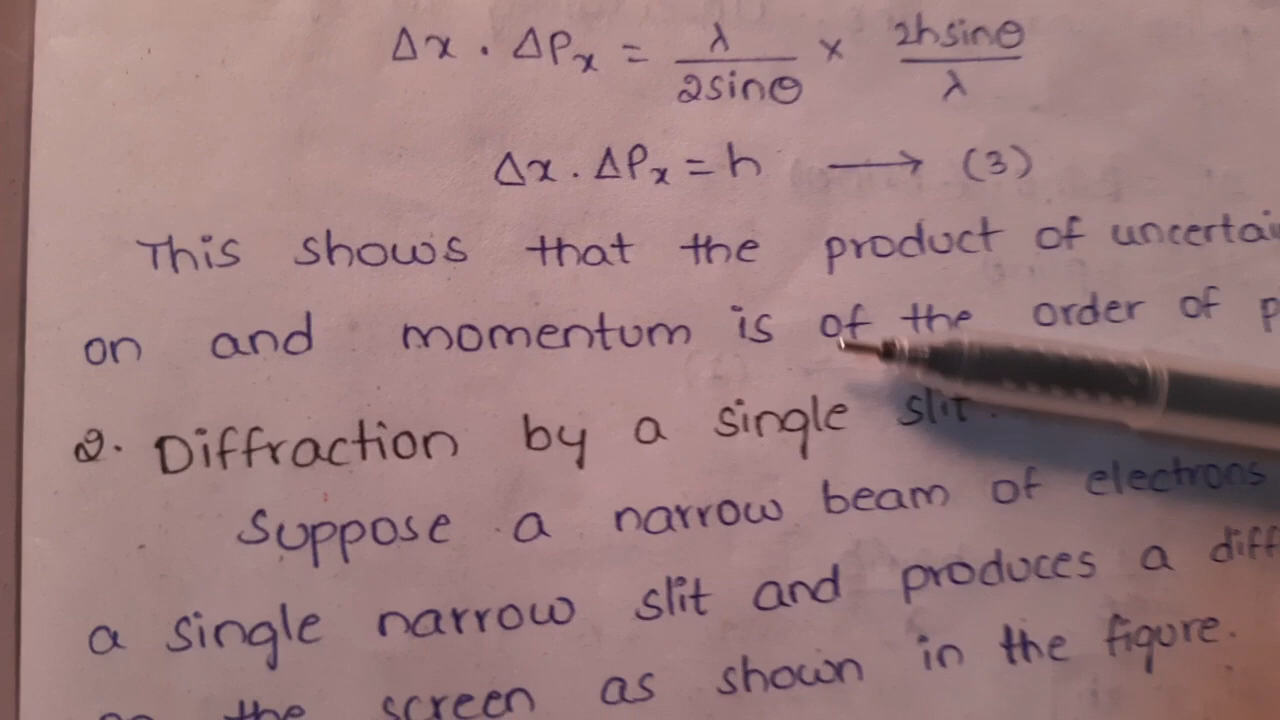 Δx . ΔPx = λ/2sinθ × 2hsinθ/λ
Δx . ΔPx = h ⟶ (3)
This shows that the product of
on and momentum is of the order of
2. Diffraction by a single slit.
Suppose a narrow beam of electrons
a single narrow slit and produces a
the screen as shown in the figure.